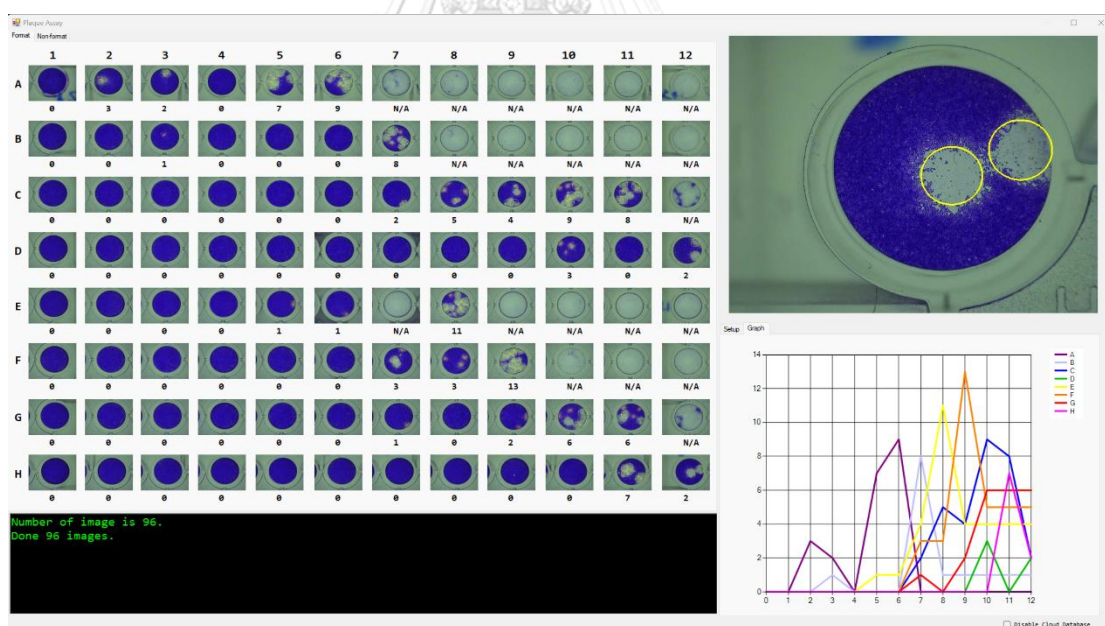 Plaque Assay
Format Non-format
1 2 3 4 5 6 7 8 9 10 11 12
A
0 3 2 0 7 9 N/A N/A N/A N/A N/A N/A
B
0 0 1 0 0 0 8 N/A N/A N/A N/A N/A
C
0 0 0 0 0 0 2 5 4 9 8 N/A
D
0 0 0 0 0 0 0 0 0 3 0 2
E
0 0 0 0 1 1 N/A 11 N/A N/A N/A N/A
F
0 0 0 0 0 0 3 3 13 N/A N/A N/A
G
0 0 0 0 0 0 1 0 2 6 6 N/A
H
0 0 0 0 0 0 0 0 0 0 7 2
Number of image is 96.
Done 96 images.
Setup Graph
14
12
10
8
6
4
2
0
0 1 2 3 4 5 6 7 8 9 10 11 12
A
B
C
D
E
F
G
H
Disable Cloud Database